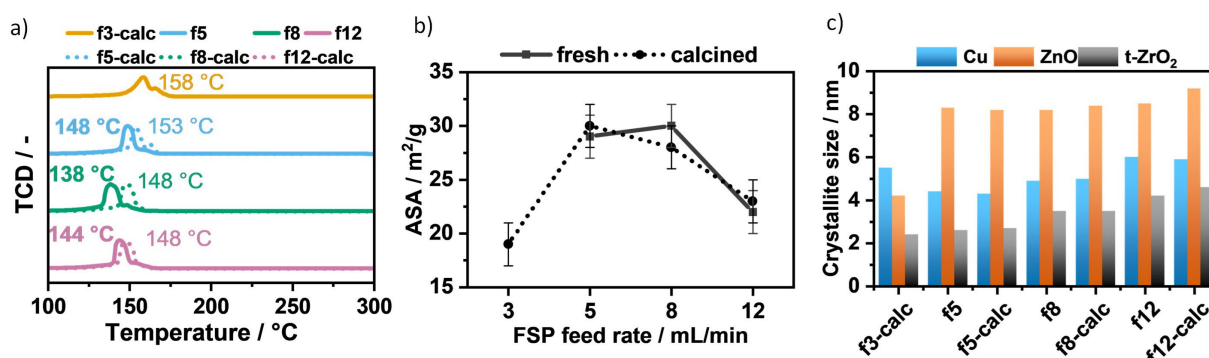 a)
f3-calc f5 f8 f12
f5-calc f8-calc f12-calc
158 °C
148 °C 153 °C
138 °C 148 °C
144 °C 148 °C
TCD / -
100 150 200 250 300
Temperature / °C
b)
fresh calcined
35
30
25
20
15
10
ASA / m²/g
3 5 8 12
FSP feed rate / mL/min
c)
Cu ZnO t-ZrO₂
10
8
6
4
2
0
Crystallite size / nm
f3-calc
f5
f5-calc
f8
f8-calc
f12
f12-calc